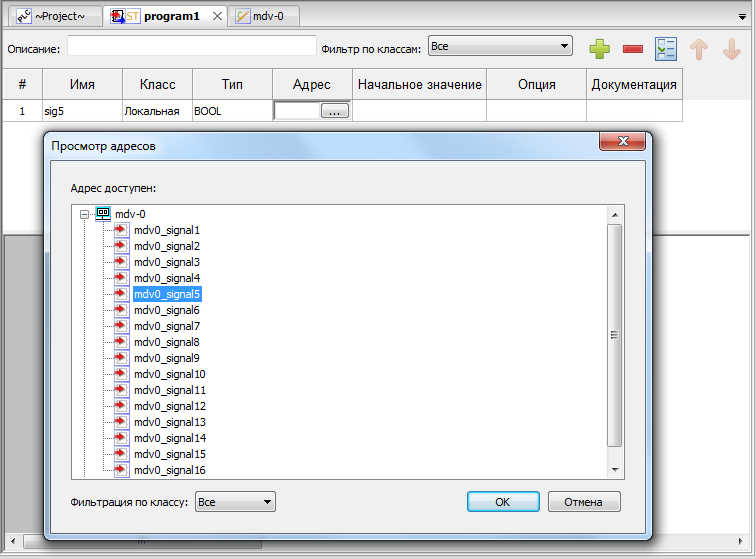 ~Project~ ST program1 mdv-0
Описание: Фильтр по классам: Все
# Имя Класс Тип Адрес Начальное значение Опция Документация
1 sig5 Локальная BOOL ...
Просмотр адресов
Адрес доступен:
mdv-0
mdv0_signal1
mdv0_signal2
mdv0_signal3
mdv0_signal4
mdv0_signal5
mdv0_signal6
mdv0_signal7
mdv0_signal8
mdv0_signal9
mdv0_signal10
mdv0_signal11
mdv0_signal12
mdv0_signal13
mdv0_signal14
mdv0_signal15
mdv0_signal16
Фильтрация по классу: Все OK Отмена